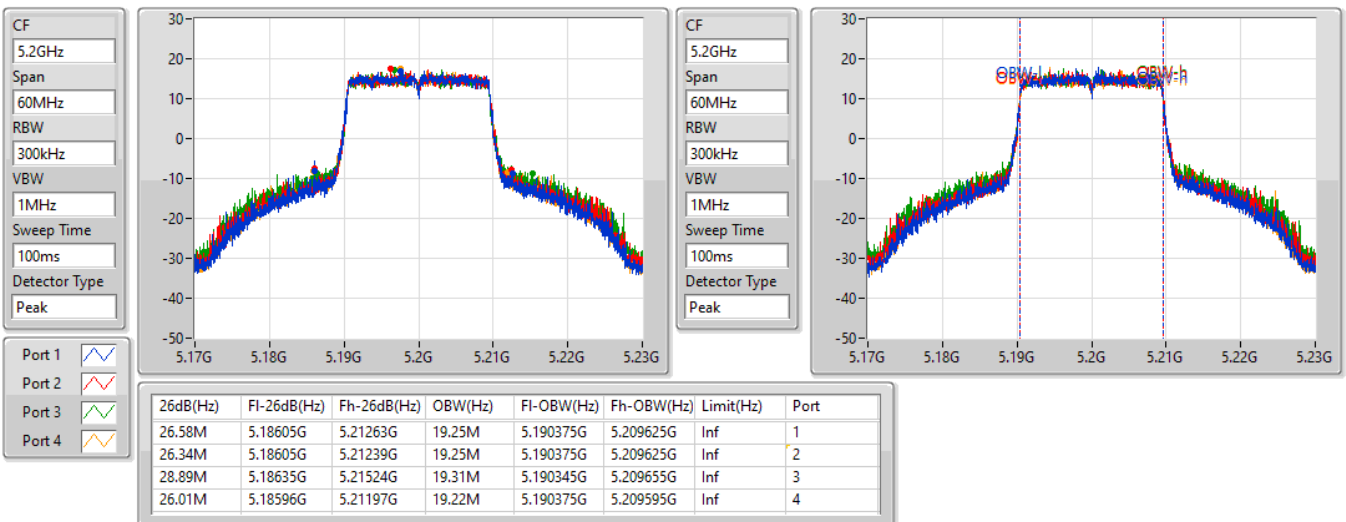 CF
5.2GHz
Span
60MHz
RBW
300kHz
VBW
1MHz
Sweep Time
100ms
Detector Type
Peak
30
20
10
0
-10
-20
-30
-40
-50
5.17G 5.18G 5.19G 5.2G 5.21G 5.22G 5.23G
CF
5.2GHz
Span
60MHz
RBW
300kHz
VBW
1MHz
Sweep Time
100ms
Detector Type
Peak
30
20
10
0
-10
-20
-30
-40
-50
OBW-l OBW-h
5.17G 5.18G 5.19G 5.2G 5.21G 5.22G 5.23G
Port 1
Port 2
Port 3
Port 4
26dB(Hz) Fl-26dB(Hz) Fh-26dB(Hz) OBW(Hz) Fl-OBW(Hz) Fh-OBW(Hz) Limit(Hz) Port
26.58M 5.18605G 5.21263G 19.25M 5.190375G 5.209625G Inf 1
26.34M 5.18605G 5.21239G 19.25M 5.190375G 5.209625G Inf 2
28.89M 5.18635G 5.21524G 19.31M 5.190345G 5.209655G Inf 3
26.01M 5.18596G 5.21197G 19.22M 5.190375G 5.209595G Inf 4